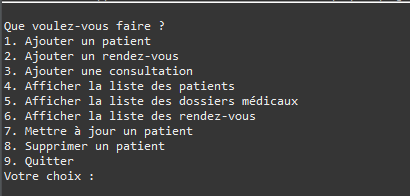 Que voulez-vous faire ?
1. Ajouter un patient
2. Ajouter un rendez-vous
3. Ajouter une consultation
4. Afficher la liste des patients
5. Afficher la liste des dossiers médicaux
6. Afficher la liste des rendez-vous
7. Mettre à jour un patient
8. Supprimer un patient
9. Quitter
Votre choix :